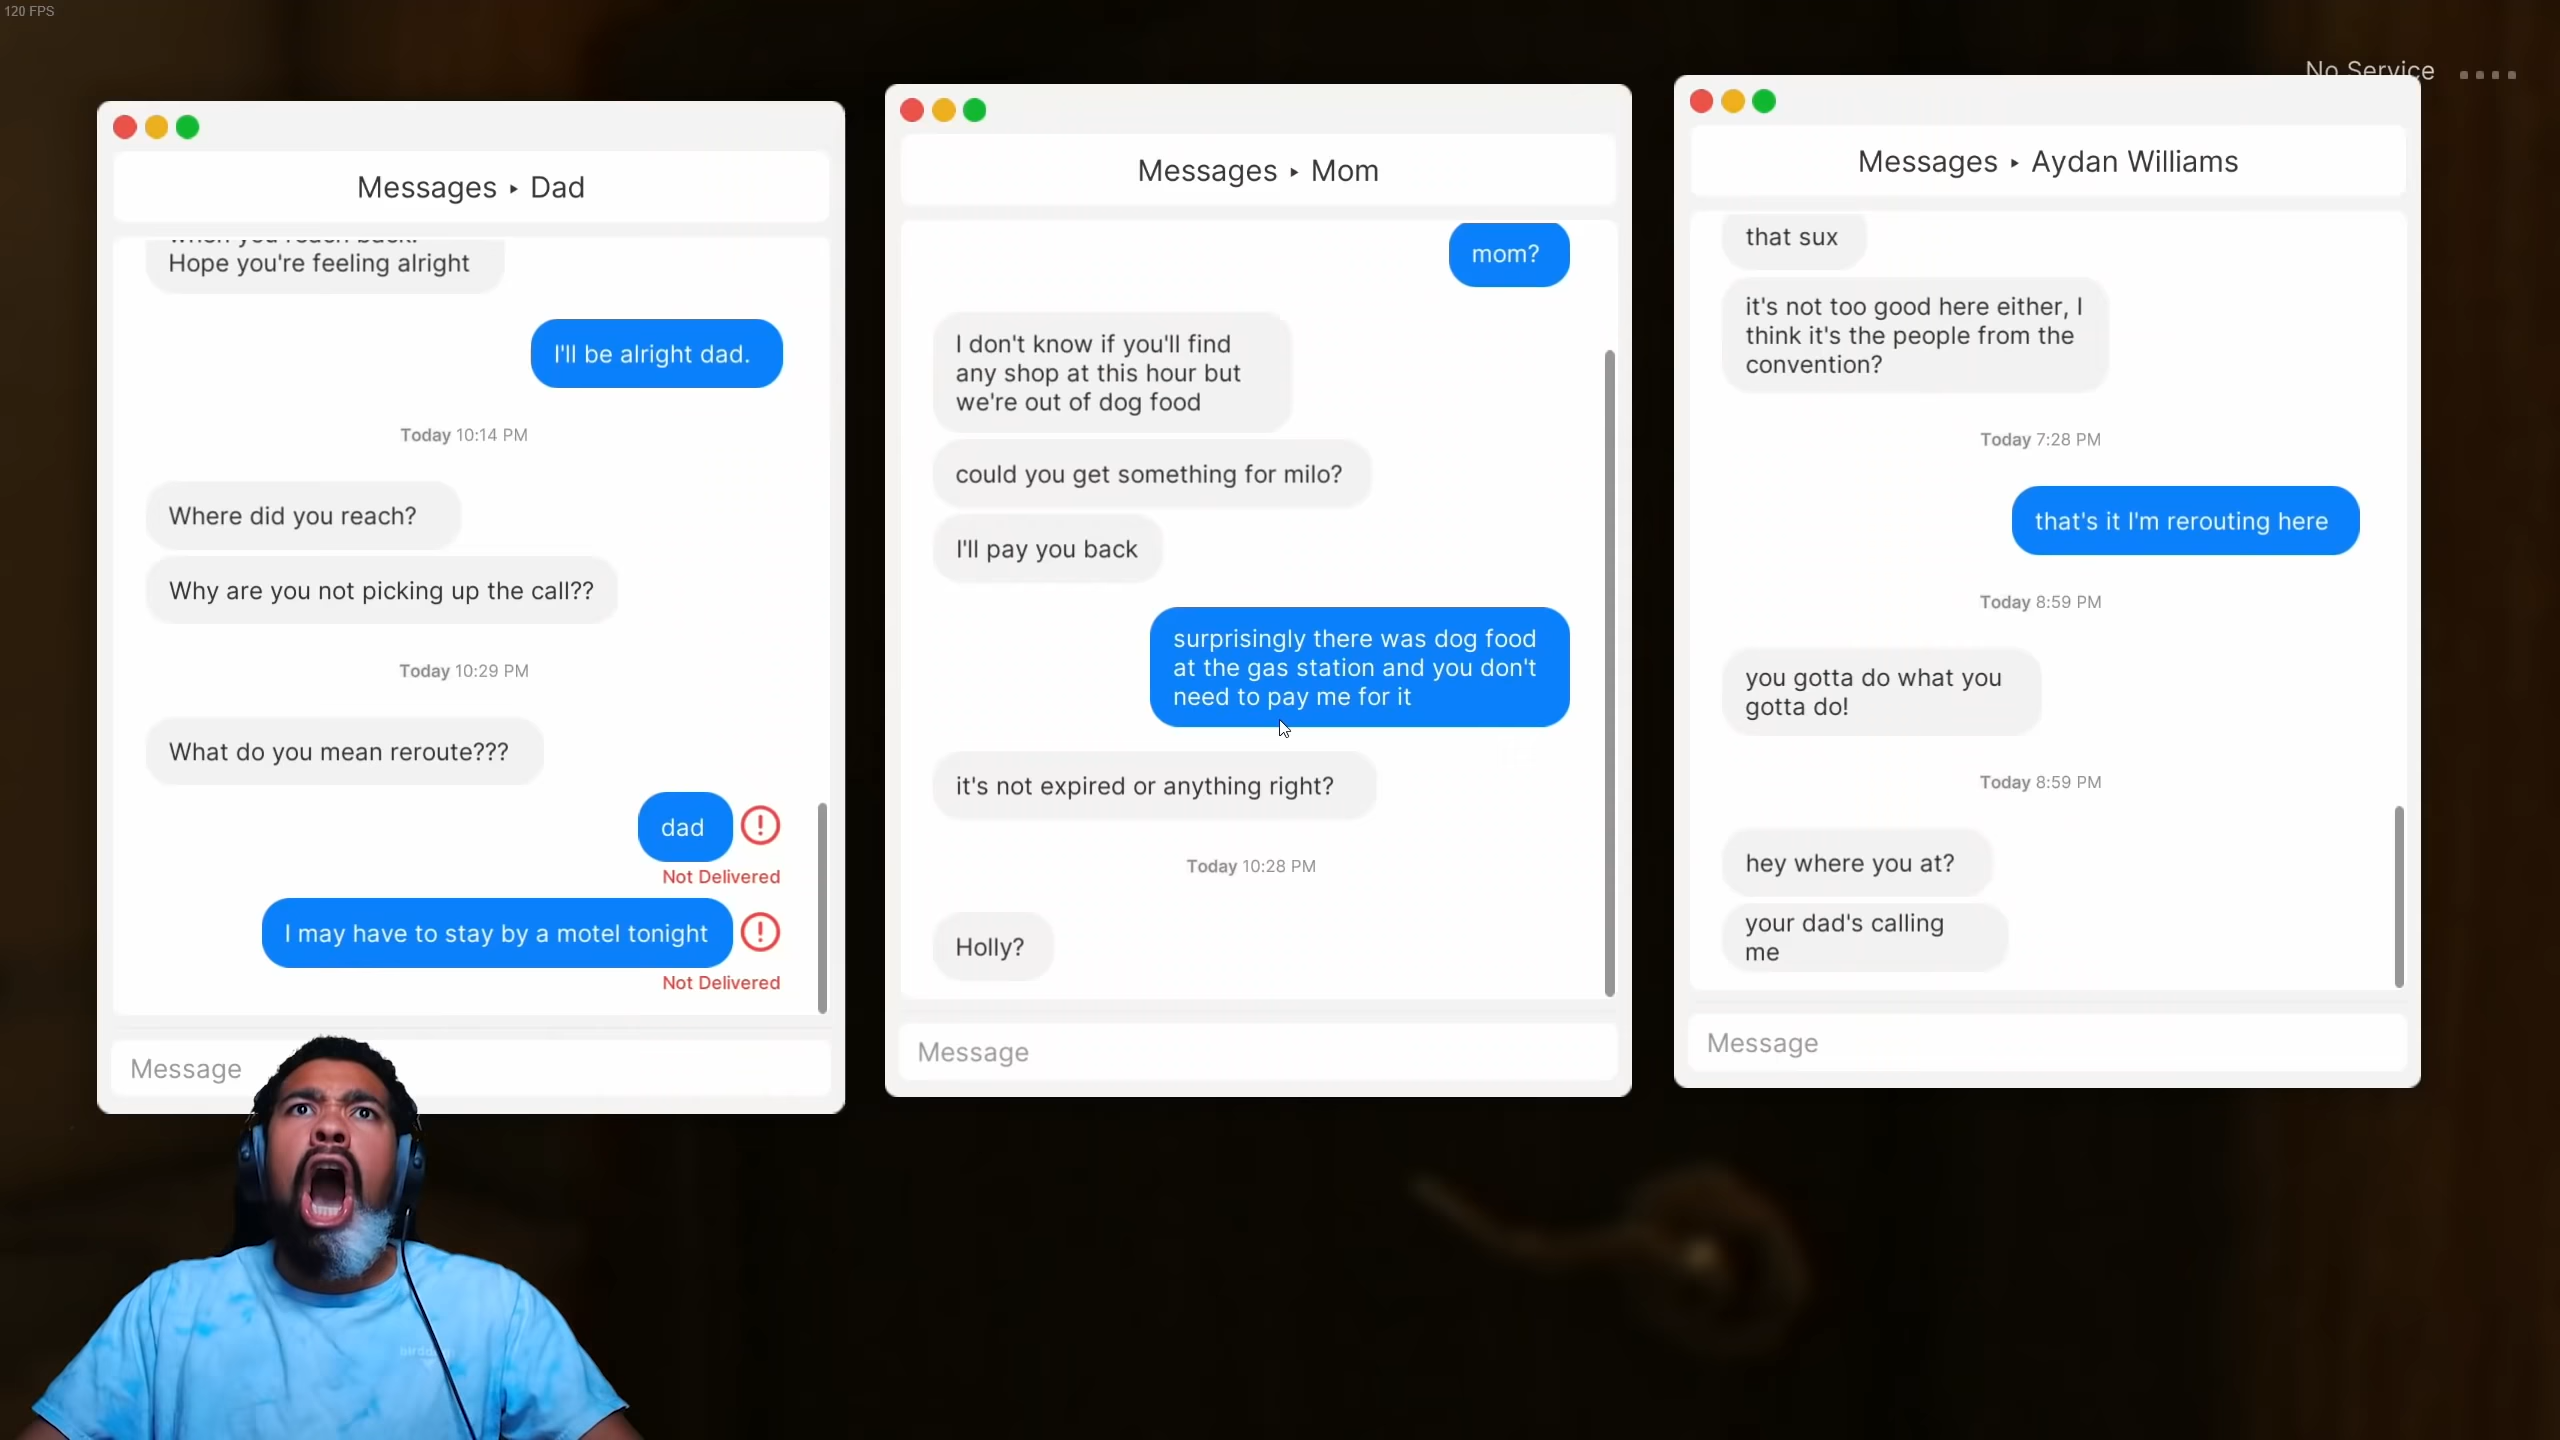 120 FPS
No Service
Messages ‣ Dad
when you reach back.
Hope you're feeling alright
I'll be alright dad.
Today 10:14 PM
Where did you reach?
Why are you not picking up the call??
Today 10:29 PM
What do you mean reroute???
dad
Not Delivered
I may have to stay by a motel tonight
Not Delivered
Message
Messages ‣ Mom
mom?
I don't know if you'll find
any shop at this hour but
we're out of dog food
could you get something for milo?
I'll pay you back
surprisingly there was dog food
at the gas station and you don't
need to pay me for it
it's not expired or anything right?
Today 10:28 PM
Holly?
Message
Messages ‣ Aydan Williams
that sux
it's not too good here either, I
think it's the people from the
convention?
Today 7:28 PM
that's it I'm rerouting here
Today 8:59 PM
you gotta do what you
gotta do!
Today 8:59 PM
hey where you at?
your dad's calling
me
Message